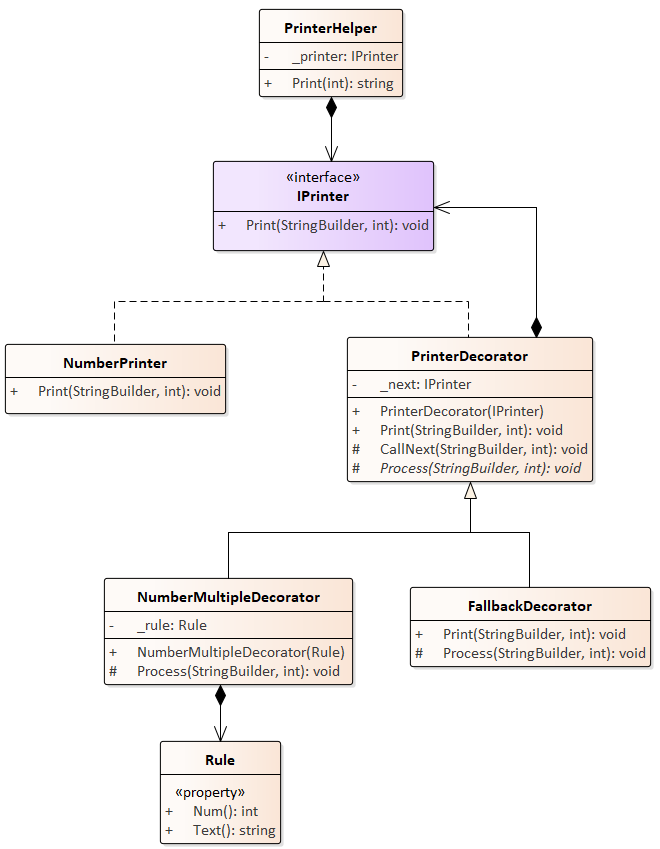 PrinterHelper
- _printer: IPrinter
+ Print(int): string
«interface»
IPrinter
+ Print(StringBuilder, int): void
NumberPrinter
+ Print(StringBuilder, int): void
PrinterDecorator
- _next: IPrinter
+ PrinterDecorator(IPrinter)
+ Print(StringBuilder, int): void
# CallNext(StringBuilder, int): void
# Process(StringBuilder, int): void
NumberMultipleDecorator
- _rule: Rule
+ NumberMultipleDecorator(Rule)
# Process(StringBuilder, int): void
FallbackDecorator
+ Print(StringBuilder, int): void
# Process(StringBuilder, int): void
Rule
«property»
+ Num(): int
+ Text(): string